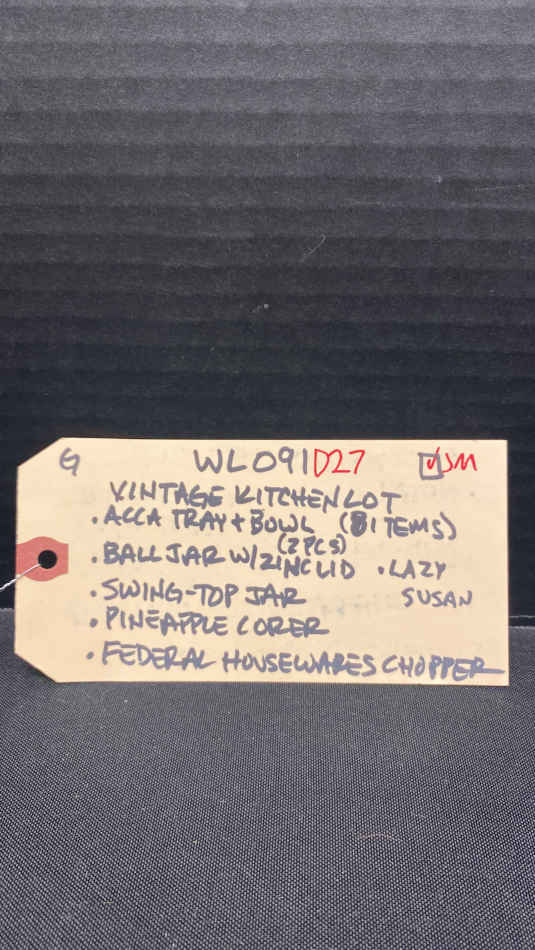 G WL091D27 JM
VINTAGE KITCHEN LOT
• ACCA TRAY + BOWL (8 ITEMS)
(2 PCS)
• BALL JAR W/ZINC LID • LAZY
• SWING-TOP JAR SUSAN
• PINEAPPLE CORER
• FEDERAL HOUSEWARES CHOPPER